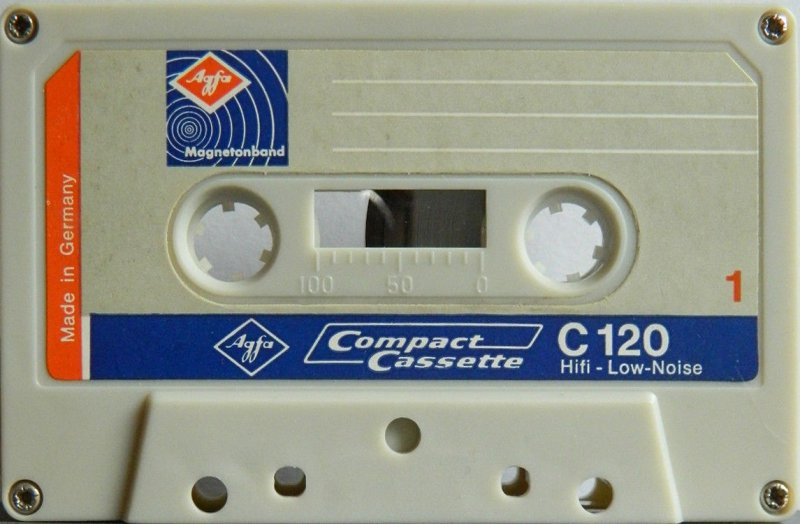 Agfa
Magnetonband
Made in Germany
100 50 0
1
Agfa
Compact
Cassette
C 120
Hifi - Low-Noise